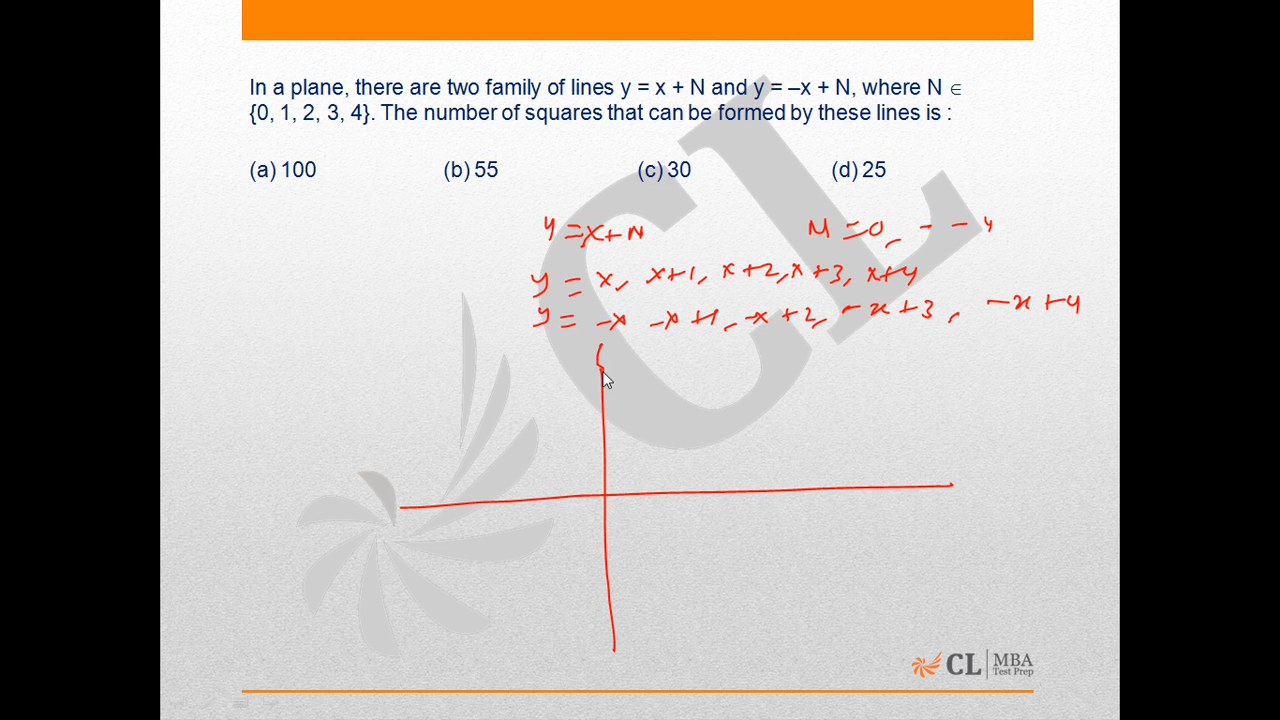 In a plane, there are two family of lines y = x + N and y = –x + N, where N ∈
{0, 1, 2, 3, 4}. The number of squares that can be formed by these lines is :
(a) 100 (b) 55 (c) 30 (d) 25
y = x + N N = 0, - - 4
y = x, x+1, x+2, x+3, x+4
y = -x -x+1, -x+2, -x+3, -x+4
CL
CL MBA
Test Prep